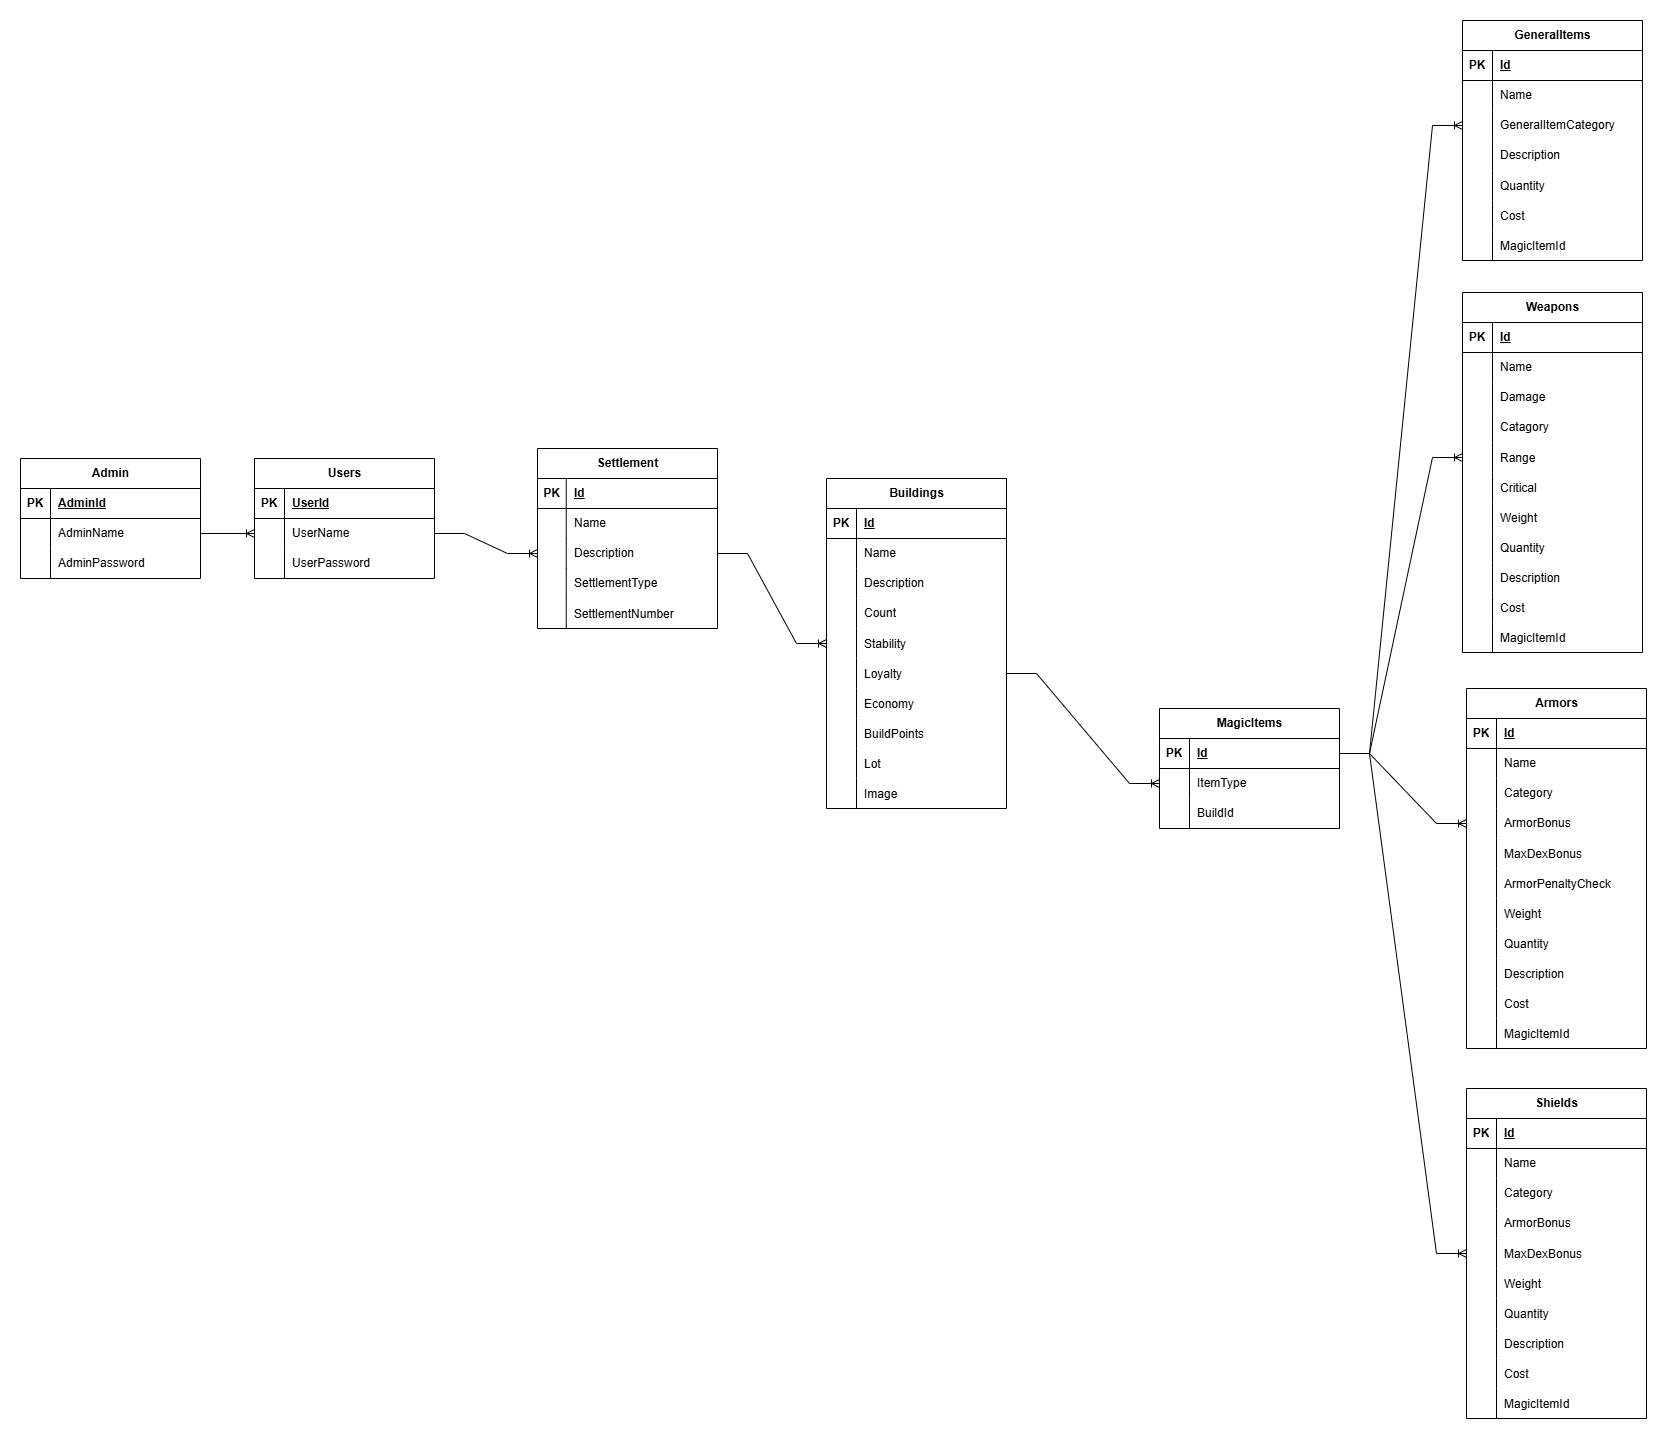 Admin
PK AdminId
AdminName
AdminPassword
Users
PK UserId
UserName
UserPassword
Settlement
PK Id
Name
Description
SettlementType
SettlementNumber
Buildings
PK Id
Name
Description
Count
Stability
Loyalty
Economy
BuildPoints
Lot
Image
MagicItems
PK Id
ItemType
BuildId
GeneralItems
PK Id
Name
GeneralItemCategory
Description
Quantity
Cost
MagicItemId
Weapons
PK Id
Name
Damage
Catagory
Range
Critical
Weight
Quantity
Description
Cost
MagicItemId
Armors
PK Id
Name
Category
ArmorBonus
MaxDexBonus
ArmorPenaltyCheck
Weight
Quantity
Description
Cost
MagicItemId
Shields
PK Id
Name
Category
ArmorBonus
MaxDexBonus
Weight
Quantity
Description
Cost
MagicItemId